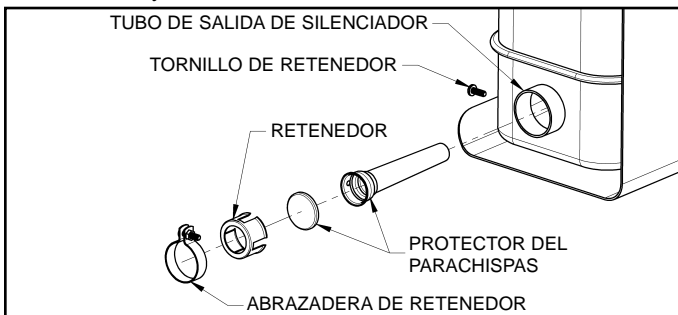 TUBO DE SALIDA DE SILENCIADOR
TORNILLO DE RETENEDOR
RETENEDOR
PROTECTOR DEL
PARACHISPAS
ABRAZADERA DE RETENEDOR